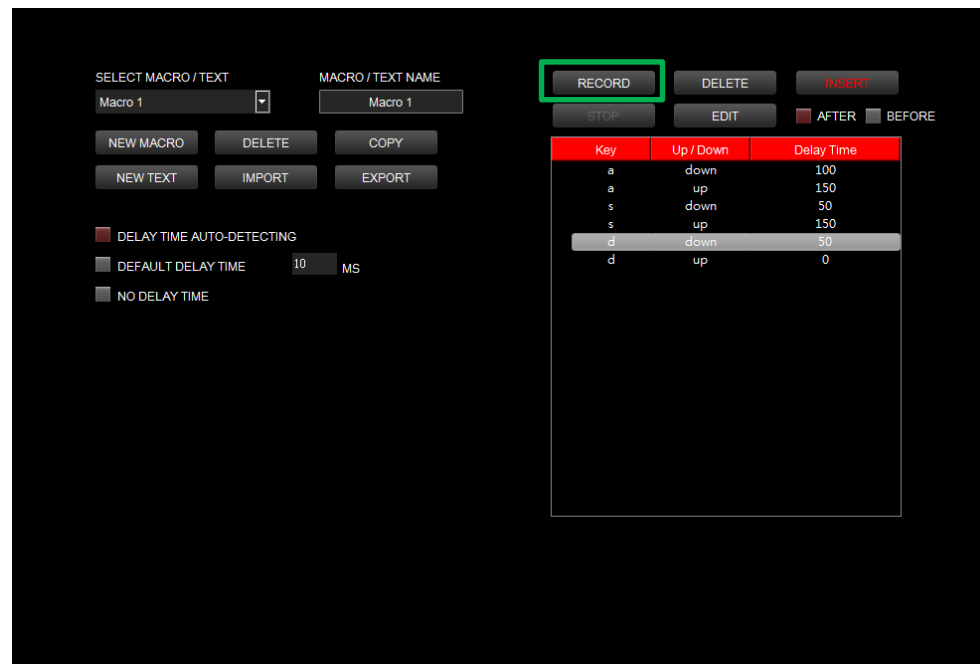 SELECT MACRO / TEXT
MACRO / TEXT NAME
Macro 1
Macro 1
NEW MACRO
DELETE
COPY
NEW TEXT
IMPORT
EXPORT
DELAY TIME AUTO-DETECTING
DEFAULT DELAY TIME 10 MS
NO DELAY TIME
RECORD
DELETE
INSERT
STOP
EDIT
AFTER
BEFORE
Key Up / Down Delay Time
a down 100
a up 150
s down 50
s up 150
d down 50
d up 0